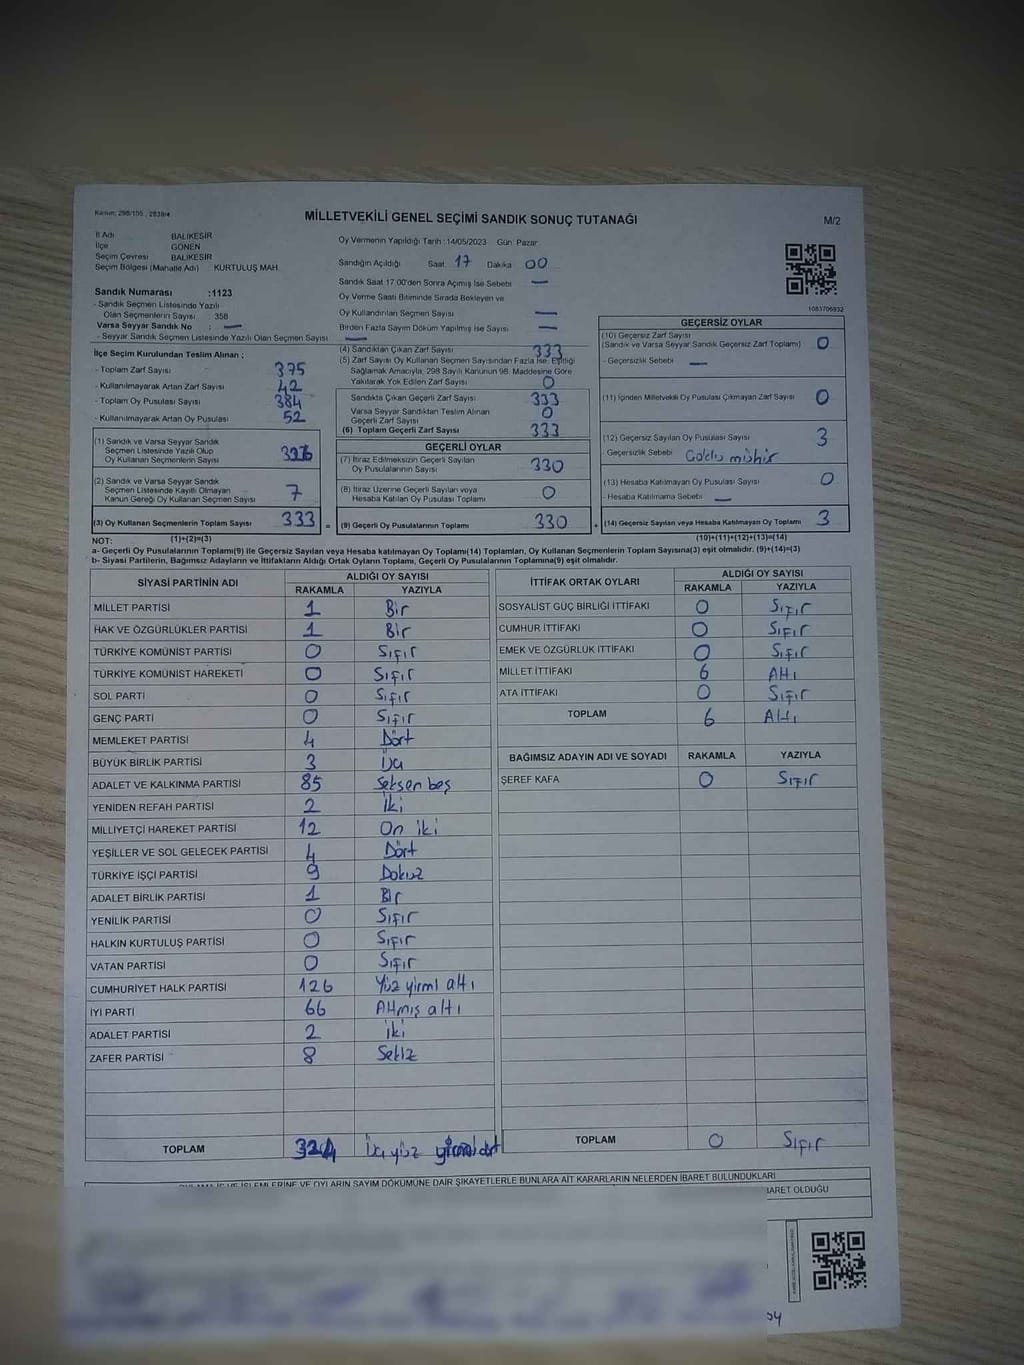 Kanun: 298/105 , 2839/4
MİLLETVEKİLİ GENEL SEÇİMİ SANDIK SONUÇ TUTANAĞI
M/2
İl Adı BALIKESİR
İlçe GÖNEN
Seçim Çevresi BALIKESİR
Seçim Bölgesi (Mahalle Adı) KURTULUŞ MAH.
Sandık Numarası :1123
- Sandık Seçmen Listesinde Yazılı
Olan Seçmenlerin Sayısı : 358
Varsa Seyyar Sandık No : —
- Seyyar Sandık Seçmen Listesinde Yazılı Olan Seçmen Sayısı —
Oy Vermenin Yapıldığı Tarih : 14/05/2023 Gün: Pazar
Sandığın Açıldığı Saat: 17 Dakika 00
Sandık Saat 17.00'den Sonra Açımış İse Sebebi —
Oy Verme Saati Bitiminde Sırada Bekleyen ve
Oy Kullandırılan Seçmen Sayısı —
Birden Fazla Sayım Döküm Yapılmış İse Sayısı —
1083706932
İlçe Seçim Kurulundan Teslim Alınan ;
- Toplam Zarf Sayısı 375
- Kullanılmayarak Artan Zarf Sayısı 42
- Toplam Oy Pusulası Sayısı 384
- Kullanılmayarak Artan Oy Pusulası 52
(1) Sandık ve Varsa Seyyar Sandık
Seçmen Listesinde Yazılı Olup
Oy Kullanan Seçmenlerin Sayısı 326
(2) Sandık ve Varsa Seyyar Sandık
Seçmen Listesinde Kayıtlı Olmayan
Kanun Gereği Oy Kullanan Seçmen Sayısı 7
(3) Oy Kullanan Seçmenlerin Toplam Sayısı 333 =
(4) Sandıktan Çıkan Zarf Sayısı 333
(5) Zarf Sayısı Oy Kullanan Seçmen Sayısından Fazla İse, Eşitliği
Sağlamak Amacıyla, 298 Sayılı Kanunun 98. Maddesine Göre
Yakılarak Yok Edilen Zarf Sayısı 0
Sandıkta Çıkan Geçerli Zarf Sayısı 333
Varsa Seyyar Sandıktan Teslim Alınan
Geçerli Zarf Sayısı 0
(6) Toplam Geçerli Zarf Sayısı 333
GEÇERLİ OYLAR
(7) İtiraz Edilmeksizin Geçerli Sayılan
Oy Pusulalarının Sayısı 330
(8) İtiraz Üzerine Geçerli Sayılan veya
Hesaba Katılan Oy Pusulası Toplamı 0
(9) Geçerli Oy Pusulalarının Toplamı 330 +
GEÇERSİZ OYLAR
(10) Geçersiz Zarf Sayısı
(Sandık ve Varsa Seyyar Sandık Geçersiz Zarf Toplamı) 0
- Geçersizlik Sebebi —
(11) İçinden Milletvekili Oy Pusulası Çıkmayan Zarf Sayısı 0
(12) Geçersiz Sayılan Oy Pusulası Sayısı 3
Geçersizlik Sebebi Çoklu mühür
(13) Hesaba Katılmayan Oy Pusulası Sayısı 0
- Hesaba Katılmama Sebebi —
(14) Geçersiz Sayılan veya Hesaba Katılmayan Oy Toplamı 3
NOT: (1)+(2)=(3) (10)+(11)+(12)+(13)=(14)
a- Geçerli Oy Pusulalarının Toplamı(9) ile Geçersiz Sayılan veya Hesaba katılmayan Oy Toplamı(14) Toplamları, Oy Kullanan Seçmenlerin Toplam Sayısına(3) eşit olmalıdır. (9)+(14)=(3)
b- Siyasi Partilerin, Bağımsız Adayların ve İttifakların Aldığı Ortak Oyların Toplamı, Geçerli Oy Pusulalarının Toplamına(9) eşit olmalıdır.
SİYASİ PARTİNİN ADI ALDIĞI OY SAYISI
RAKAMLA YAZIYLA
MİLLET PARTİSİ 1 Bir
HAK VE ÖZGÜRLÜKLER PARTİSİ 1 Bir
TÜRKİYE KOMÜNİST PARTİSİ 0 Sıfır
TÜRKİYE KOMÜNİST HAREKETİ 0 Sıfır
SOL PARTİ 0 Sıfır
GENÇ PARTİ 0 Sıfır
MEMLEKET PARTİSİ 4 Dört
BÜYÜK BİRLİK PARTİSİ 3 Üç
ADALET VE KALKINMA PARTİSİ 85 Seksen beş
YENİDEN REFAH PARTİSİ 2 İki
MİLLİYETÇİ HAREKET PARTİSİ 12 On iki
YEŞİLLER VE SOL GELECEK PARTİSİ 4 Dört
TÜRKİYE İŞÇİ PARTİSİ 9 Dokuz
ADALET BİRLİK PARTİSİ 1 Bir
YENİLİK PARTİSİ 0 Sıfır
HALKIN KURTULUŞ PARTİSİ 0 Sıfır
VATAN PARTİSİ 0 Sıfır
CUMHURİYET HALK PARTİSİ 126 Yüz yirmi altı
İYİ PARTİ 66 Altmış altı
ADALET PARTİSİ 2 İki
ZAFER PARTİSİ 8 Sekiz
TOPLAM 324 Üç yüz yirmi dört
İTTİFAK ORTAK OYLARI ALDIĞI OY SAYISI
RAKAMLA YAZIYLA
SOSYALİST GÜÇ BİRLİĞİ İTTİFAKI 0 Sıfır
CUMHUR İTTİFAKI 0 Sıfır
EMEK VE ÖZGÜRLÜK İTTİFAKI 0 Sıfır
MİLLET İTTİFAKI 6 Altı
ATA İTTİFAKI 0 Sıfır
TOPLAM 6 Altı
BAĞIMSIZ ADAYIN ADI VE SOYADI RAKAMLA YAZIYLA
ŞEREF KAFA 0 Sıfır
TOPLAM 0 Sıfır
İŞLEMLERİNE VE OYLARIN SAYIM DÖKÜMÜNE DAİR ŞİKAYETLERLE BUNLARA AİT KARARLARIN NELERDEN İBARET BULUNDUKLARI
İBARET OLDUĞU